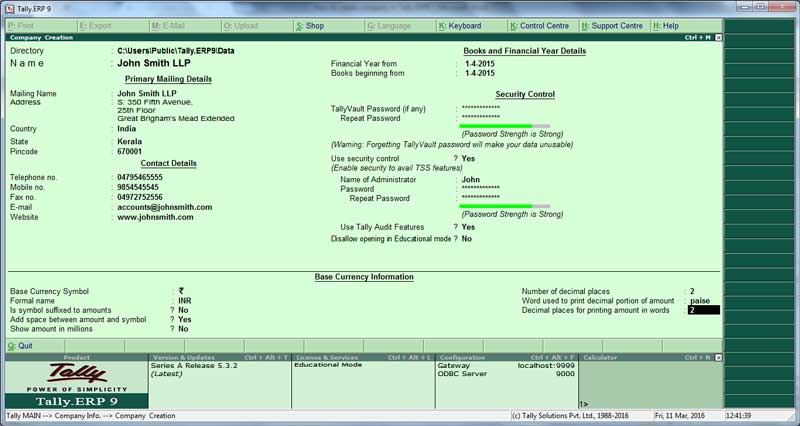 Tally.ERP 9
P: Print E: Export M: E-Mail O: Upload S: Shop G: Language K: Keyboard K: Control Centre H: Support Centre H: Help
Company Creation Ctrl + M
Directory : C:\Users\Public\Tally.ERP9\Data
Name : John Smith LLP
Primary Mailing Details
Mailing Name : John Smith LLP
Address : S: 350 Fifth Avenue,
25th Floor
Great Brigham's Mead Extended
Country : India
State : Kerala
Pincode : 670001
Contact Details
Telephone no. : 04795465555
Mobile no. : 9854545545
Fax no. : 04972752556
E-mail : accounts@johnsmith.com
Website : www.johnsmith.com
Books and Financial Year Details
Financial Year from : 1-4-2015
Books beginning from : 1-4-2015
Security Control
TallyVault Password (if any) : *************
Repeat Password : *************
(Password Strength is Strong)
(Warning: Forgetting TallyVault password will make your data unusable)
Use security control ? Yes
(Enable security to avail TSS features)
Name of Administrator : John
Password : *************
Repeat Password : *************
(Password Strength is Strong)
Use Tally Audit Features ? Yes
Disallow opening in Educational mode ? No
Base Currency Information
Base Currency Symbol : ₹
Formal name : INR
Is symbol suffixed to amounts ? No
Add space between amount and symbol ? Yes
Show amount in millions ? No
Number of decimal places : 2
Word used to print decimal portion of amount : paise
Decimal places for printing amount in words : 2
Q: Quit
Product
Tally
POWER OF SIMPLICITY
Tally.ERP 9
Version & Updates Ctrl + Alt + T
Series A Release 5.3.2
(Latest)
License & Services Ctrl + Alt + L
Educational Mode
Configuration Ctrl + Alt + F
Gateway localhost:9999
ODBC Server 9000
Calculator Ctrl + N
1>
Tally MAIN --> Company Info. --> Company Creation (c) Tally Solutions Pvt. Ltd., 1988-2016 Fri, 11 Mar, 2016 12:41:39